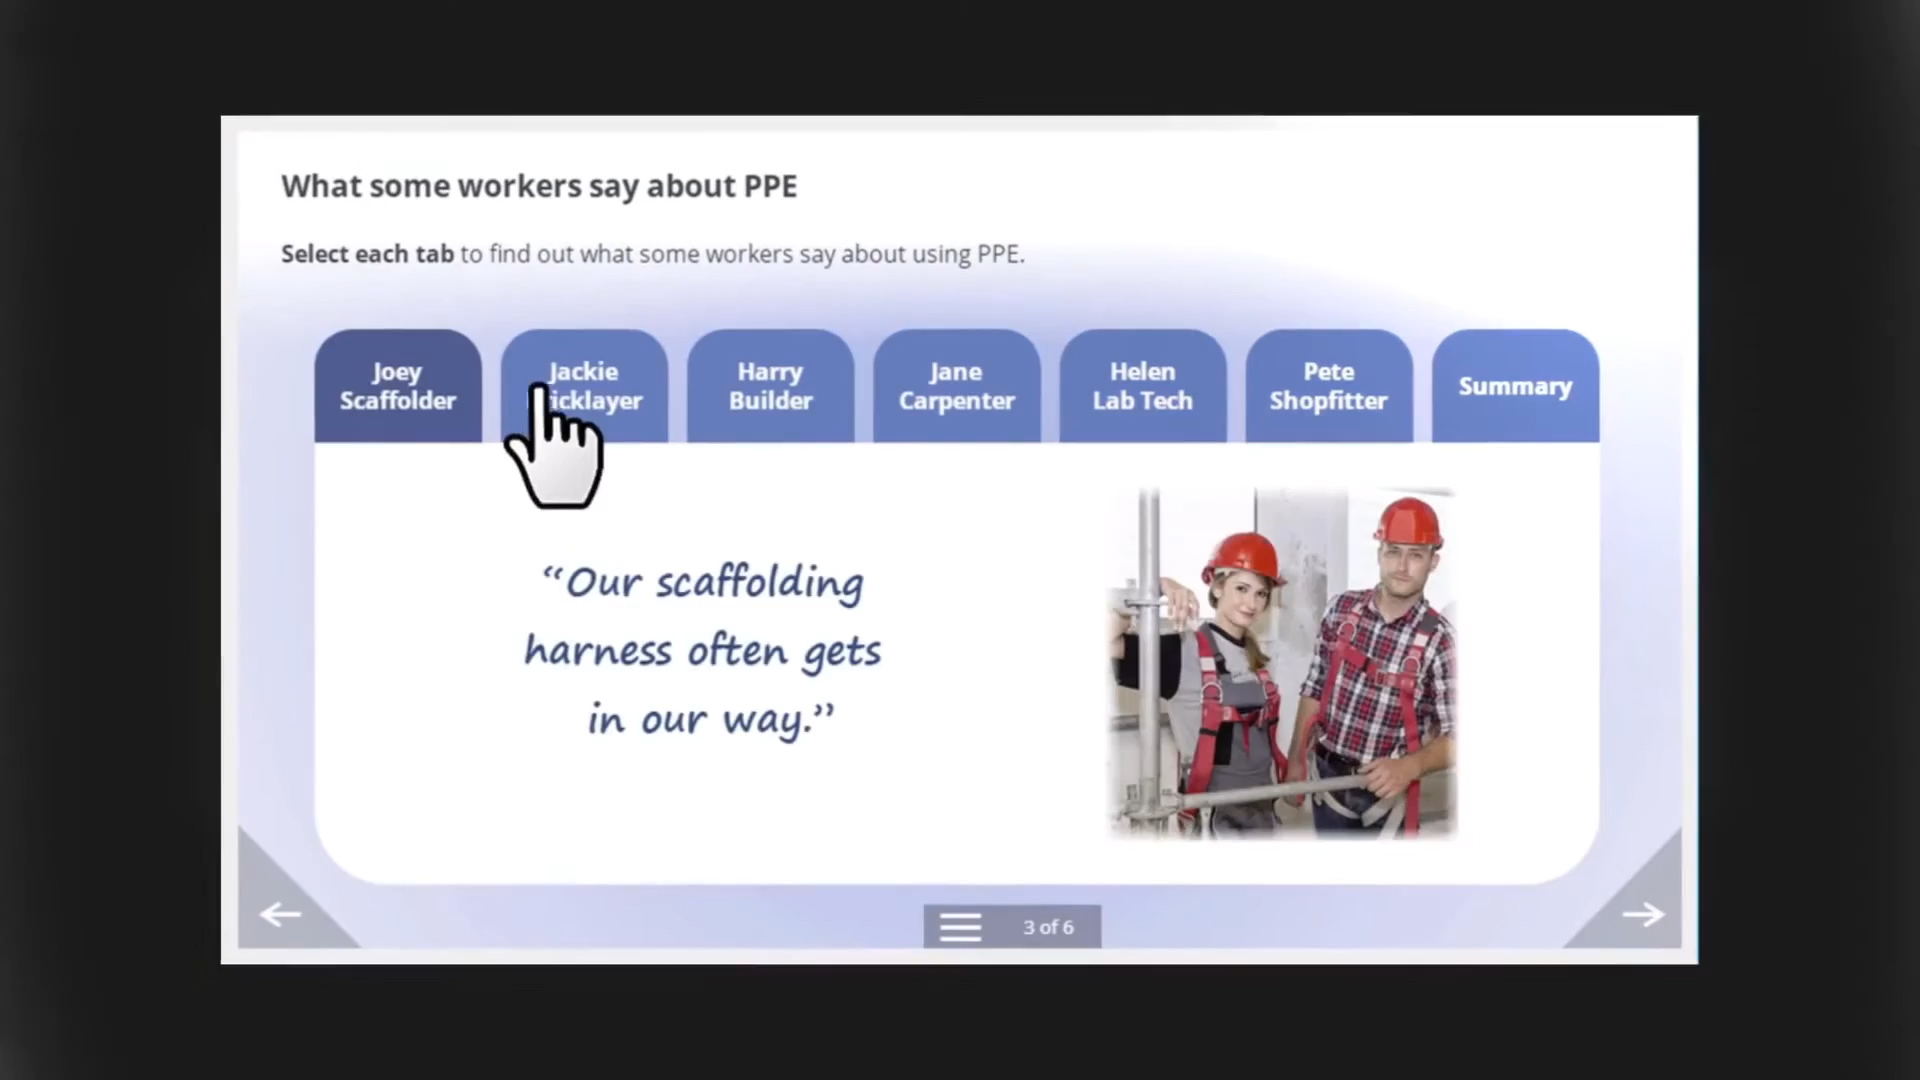 What some workers say about PPE
Select each tab to find out what some workers say about using PPE.
Joey
Scaffolder
Jackie
Harry
Builder
Jane
Carpenter
Helen
Lab Tech
Pete
Shopfitter
Summary
“Our scaffolding
harness often gets
in our way.”
3 of 6